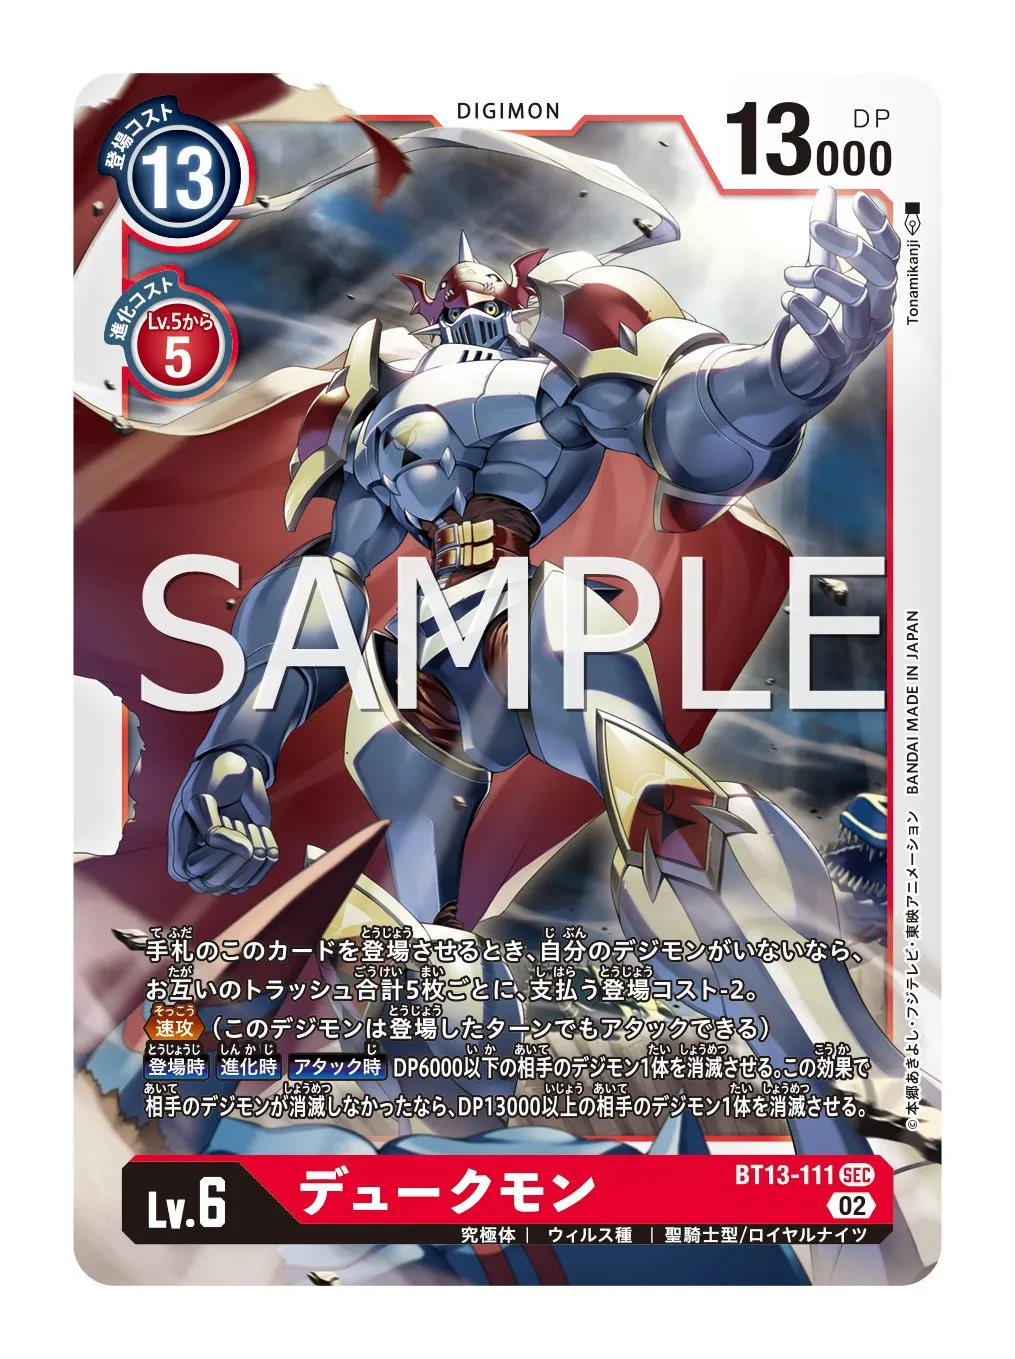 DIGIMON
登場コスト
13
13000
DP
進化コスト
Lv.5から
5
Tonamikanji
SAMPLE
BANDAI MADE IN JAPAN
©本郷あきよし・フジテレビ・東映アニメーション
手札のこのカードを登場させるとき、自分のデジモンがいないなら、
お互いのトラッシュ合計5枚ごとに、支払う登場コスト-2。
速攻（このデジモンは登場したターンでもアタックできる）
登場時 進化時 アタック時 DP6000以下の相手のデジモン1体を消滅させる。この効果で
相手のデジモンが消滅しなかったなら、DP13000以上の相手のデジモン1体を消滅させる。
Lv.6
デュークモン
BT13-111 SEC
02
究極体｜ウィルス種｜聖騎士型/ロイヤルナイツ